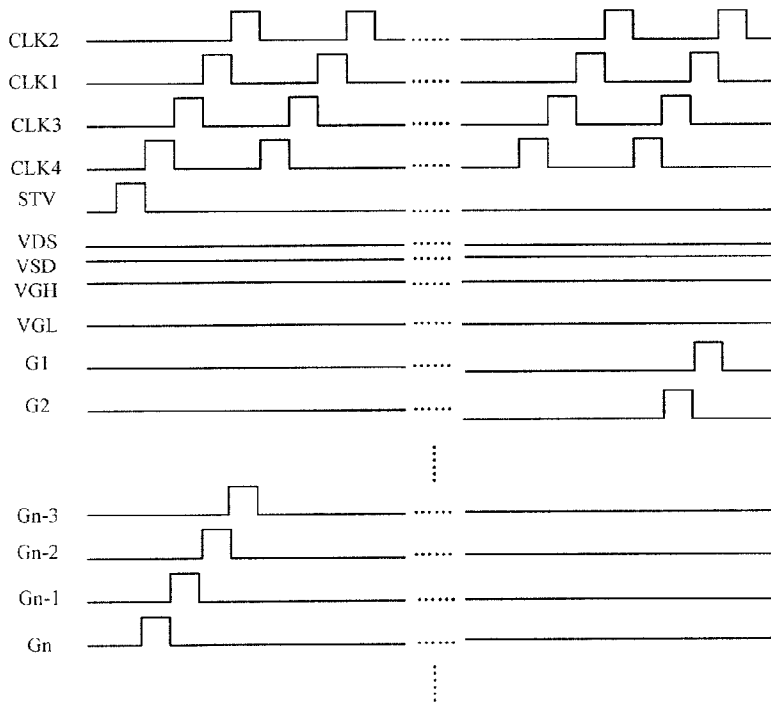 CLK2
CLK1
CLK3
CLK4
STV
VDS
VSD
VGH
VGL
G1
G2
Gn-3
Gn-2
Gn-1
Gn